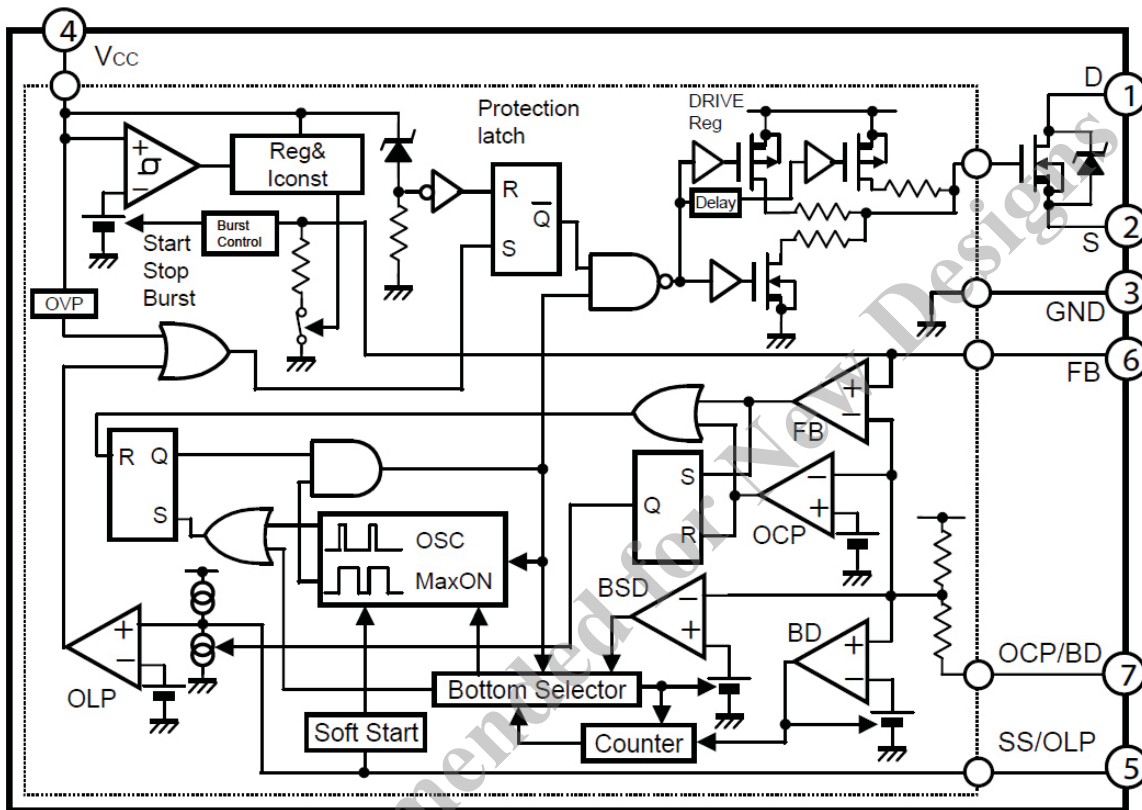 4
VCC
D
1
DRIVE
Reg
Protection
latch
+
−
Reg&
Iconst
R
Q
S
Delay
Burst
Control
Start
Stop
Burst
2
S
OVP
3
GND
6
FB
+
−
FB
R
Q
S
S
Q
R
−
+
OCP
OSC
MaxON
BSD
−
+
BD
+
−
+
−
OLP
Bottom Selector
OCP/BD
7
Soft Start
Counter
SS/OLP
5
mended for New Designs